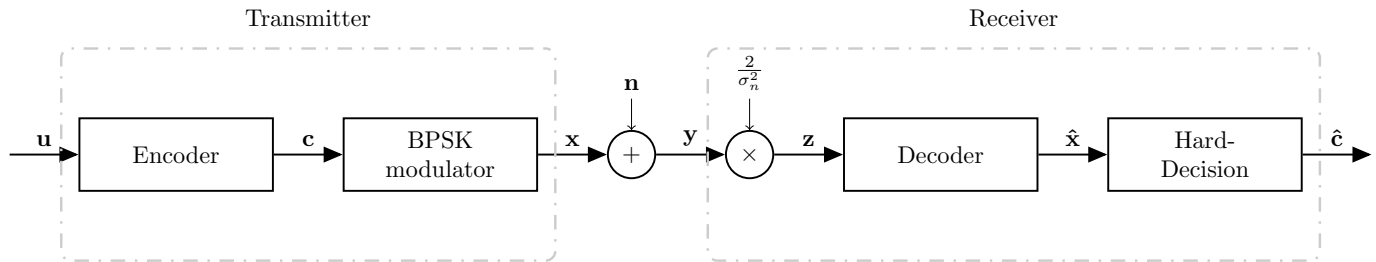 Transmitter
Receiver
u
Encoder
c
BPSK
modulator
x
n
+
y
2
σ_n^2
×
z
Decoder
x̂
Hard-
Decision
ĉ